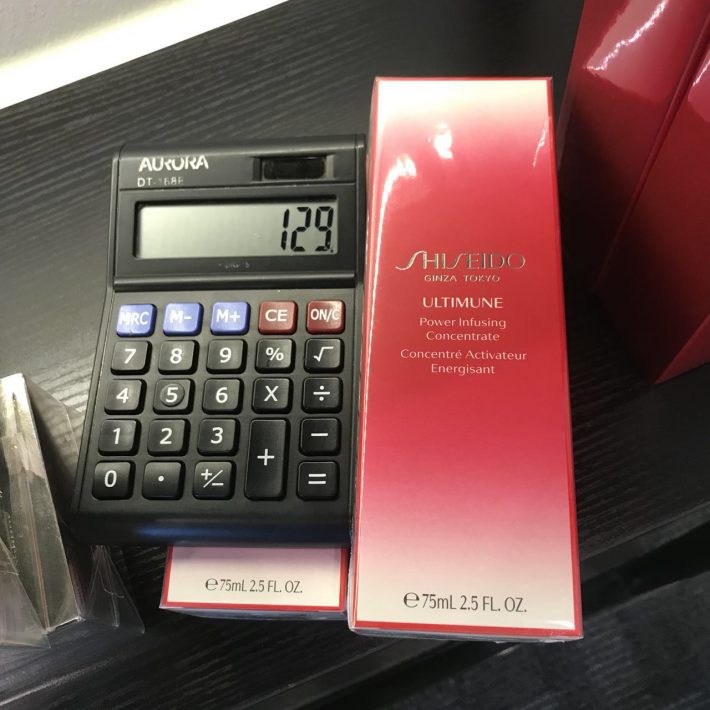 AURORA
129.
MRC M- M+ CE ON/C
7 8 9 % √
4 5 6 X ÷
1 2 3 + −
0 · +/− =
SHISEIDO
GINZA TOKYO
ULTIMUNE
Power Infusing
Concentrate
Concentré Activateur
Energisant
℮75mL 2.5 FL. OZ.
℮75mL 2.5 FL. OZ.